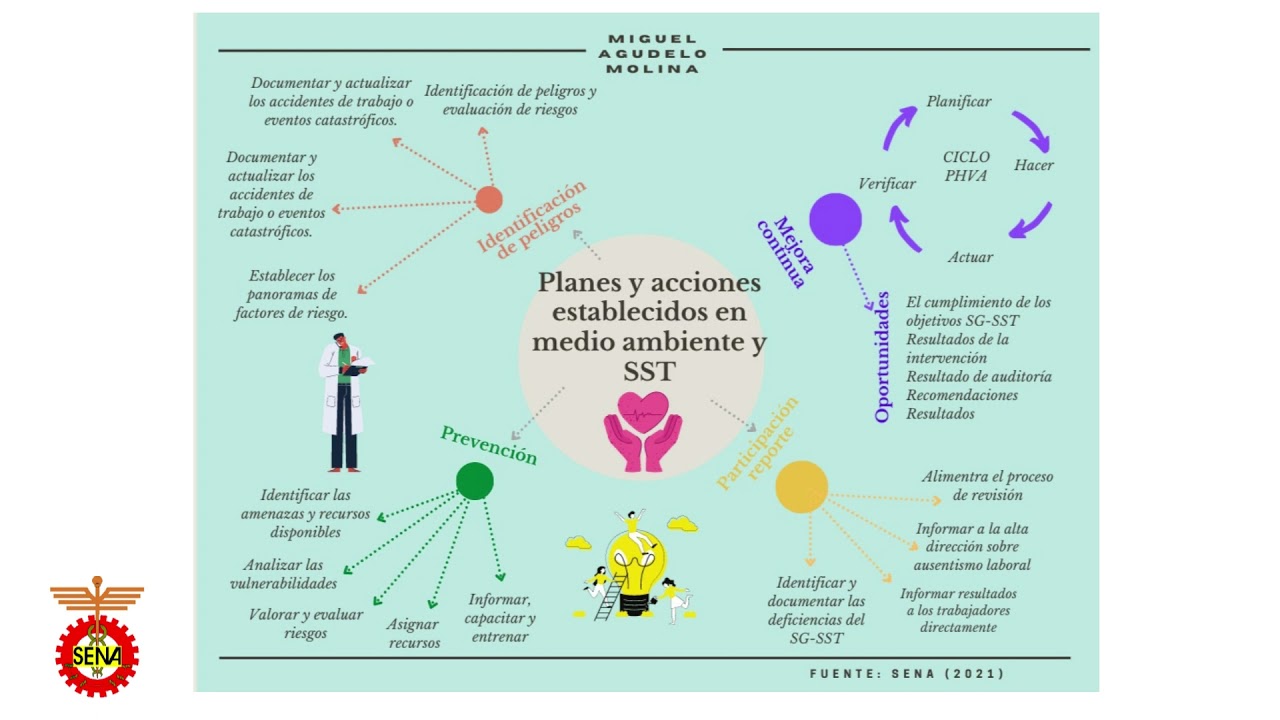 MIGUEL
AGUDELO
MOLINA
Documentar y actualizar
los accidentes de trabajo o
eventos catastróficos.
Identificación de peligros y
evaluación de riesgos
Documentar y
actualizar los
accidentes de
trabajo o eventos
catastróficos.
Establecer los
panoramas de
factores de riesgo.
Identificación
de peligros
Planes y acciones
establecidos en
medio ambiente y
SST
Mejora
continua
Planificar
Hacer
CICLO
PHVA
Verificar
Actuar
Oportunidades
El cumplimiento de los
objetivos SG-SST
Resultados de la
intervención
Resultado de auditoría
Recomendaciones
Resultados
Prevención
Identificar las
amenazas y recursos
disponibles
Analizar las
vulnerabilidades
Valorar y evaluar
riesgos
Asignar
recursos
Informar,
capacitar y
entrenar
Participación
reporte
Alimentra el proceso
de revisión
Informar a la alta
dirección sobre
ausentismo laboral
Informar resultados
a los trabajadores
directamente
Identificar y
documentar las
deficiencias del
SG-SST
FUENTE: SENA (2021)
SENA